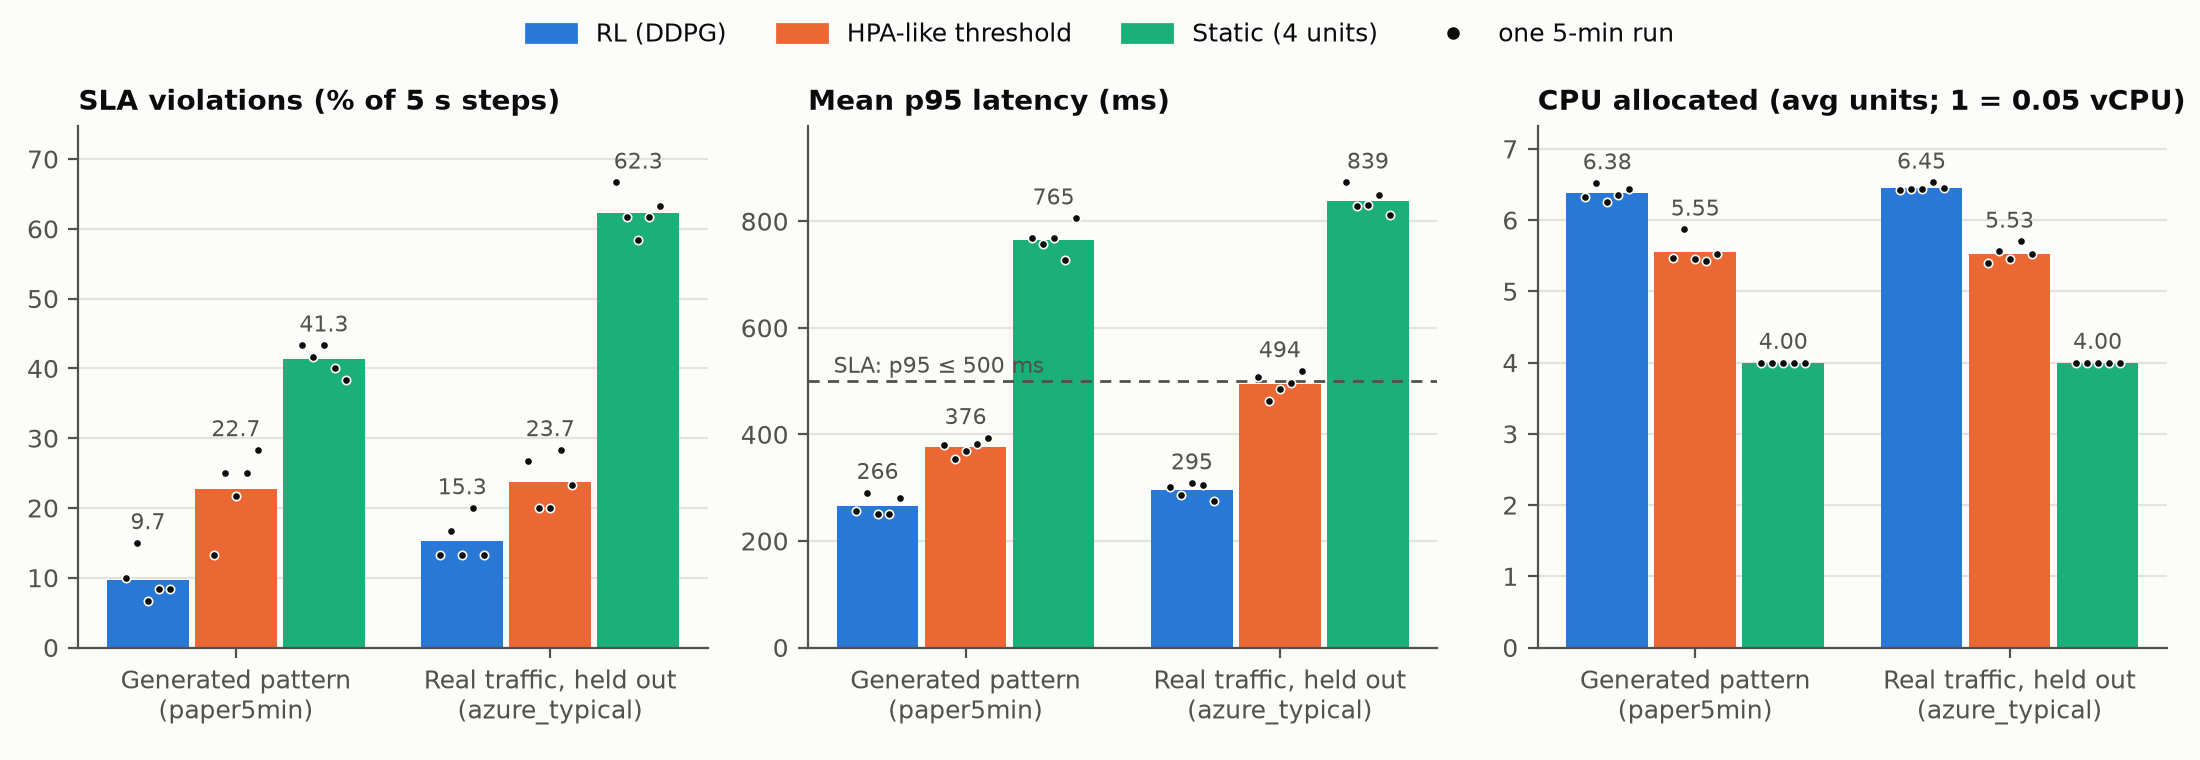 RL (DDPG) HPA-like threshold Static (4 units) one 5-min run
SLA violations (% of 5 s steps)
70
60
50
40
30
20
10
0
9.7
22.7
41.3
15.3
23.7
62.3
Generated pattern
(paper5min)
Real traffic, held out
(azure_typical)
Mean p95 latency (ms)
800
600
400
200
0
SLA: p95 ≤ 500 ms
266
376
765
295
494
839
Generated pattern
(paper5min)
Real traffic, held out
(azure_typical)
CPU allocated (avg units; 1 = 0.05 vCPU)
7
6
5
4
3
2
1
0
6.38
5.55
4.00
6.45
5.53
4.00
Generated pattern
(paper5min)
Real traffic, held out
(azure_typical)